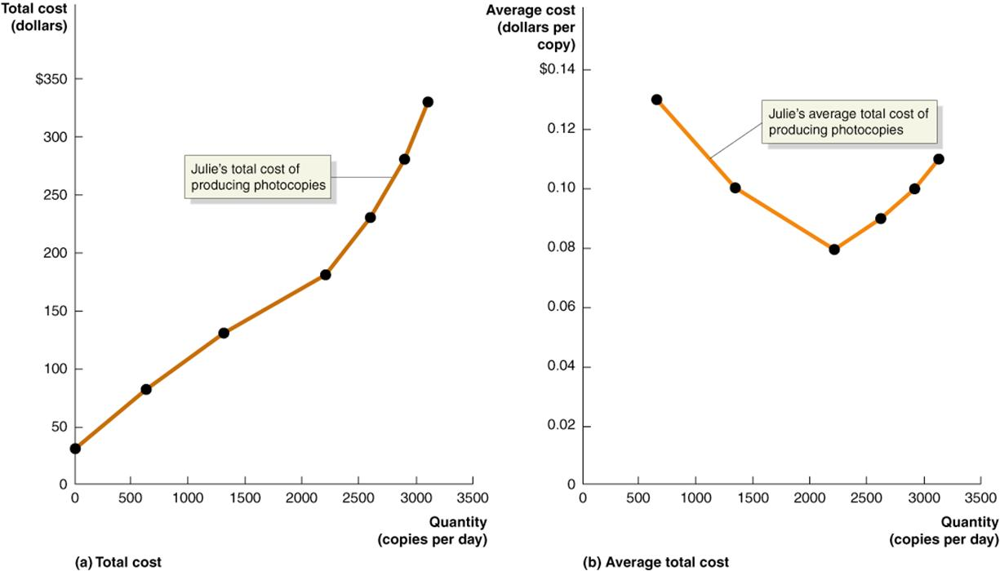 Total cost
(dollars)
$350
300
250
200
150
100
50
0
Julie's total cost of
producing photocopies
0 500 1000 1500 2000 2500 3000 3500
Quantity
(copies per day)
(a) Total cost
Average cost
(dollars per
copy)
$0.14
0.12
0.10
0.08
0.06
0.04
0.02
0
Julie's average total cost of
producing photocopies
0 500 1000 1500 2000 2500 3000 3500
Quantity
(copies per day)
(b) Average total cost